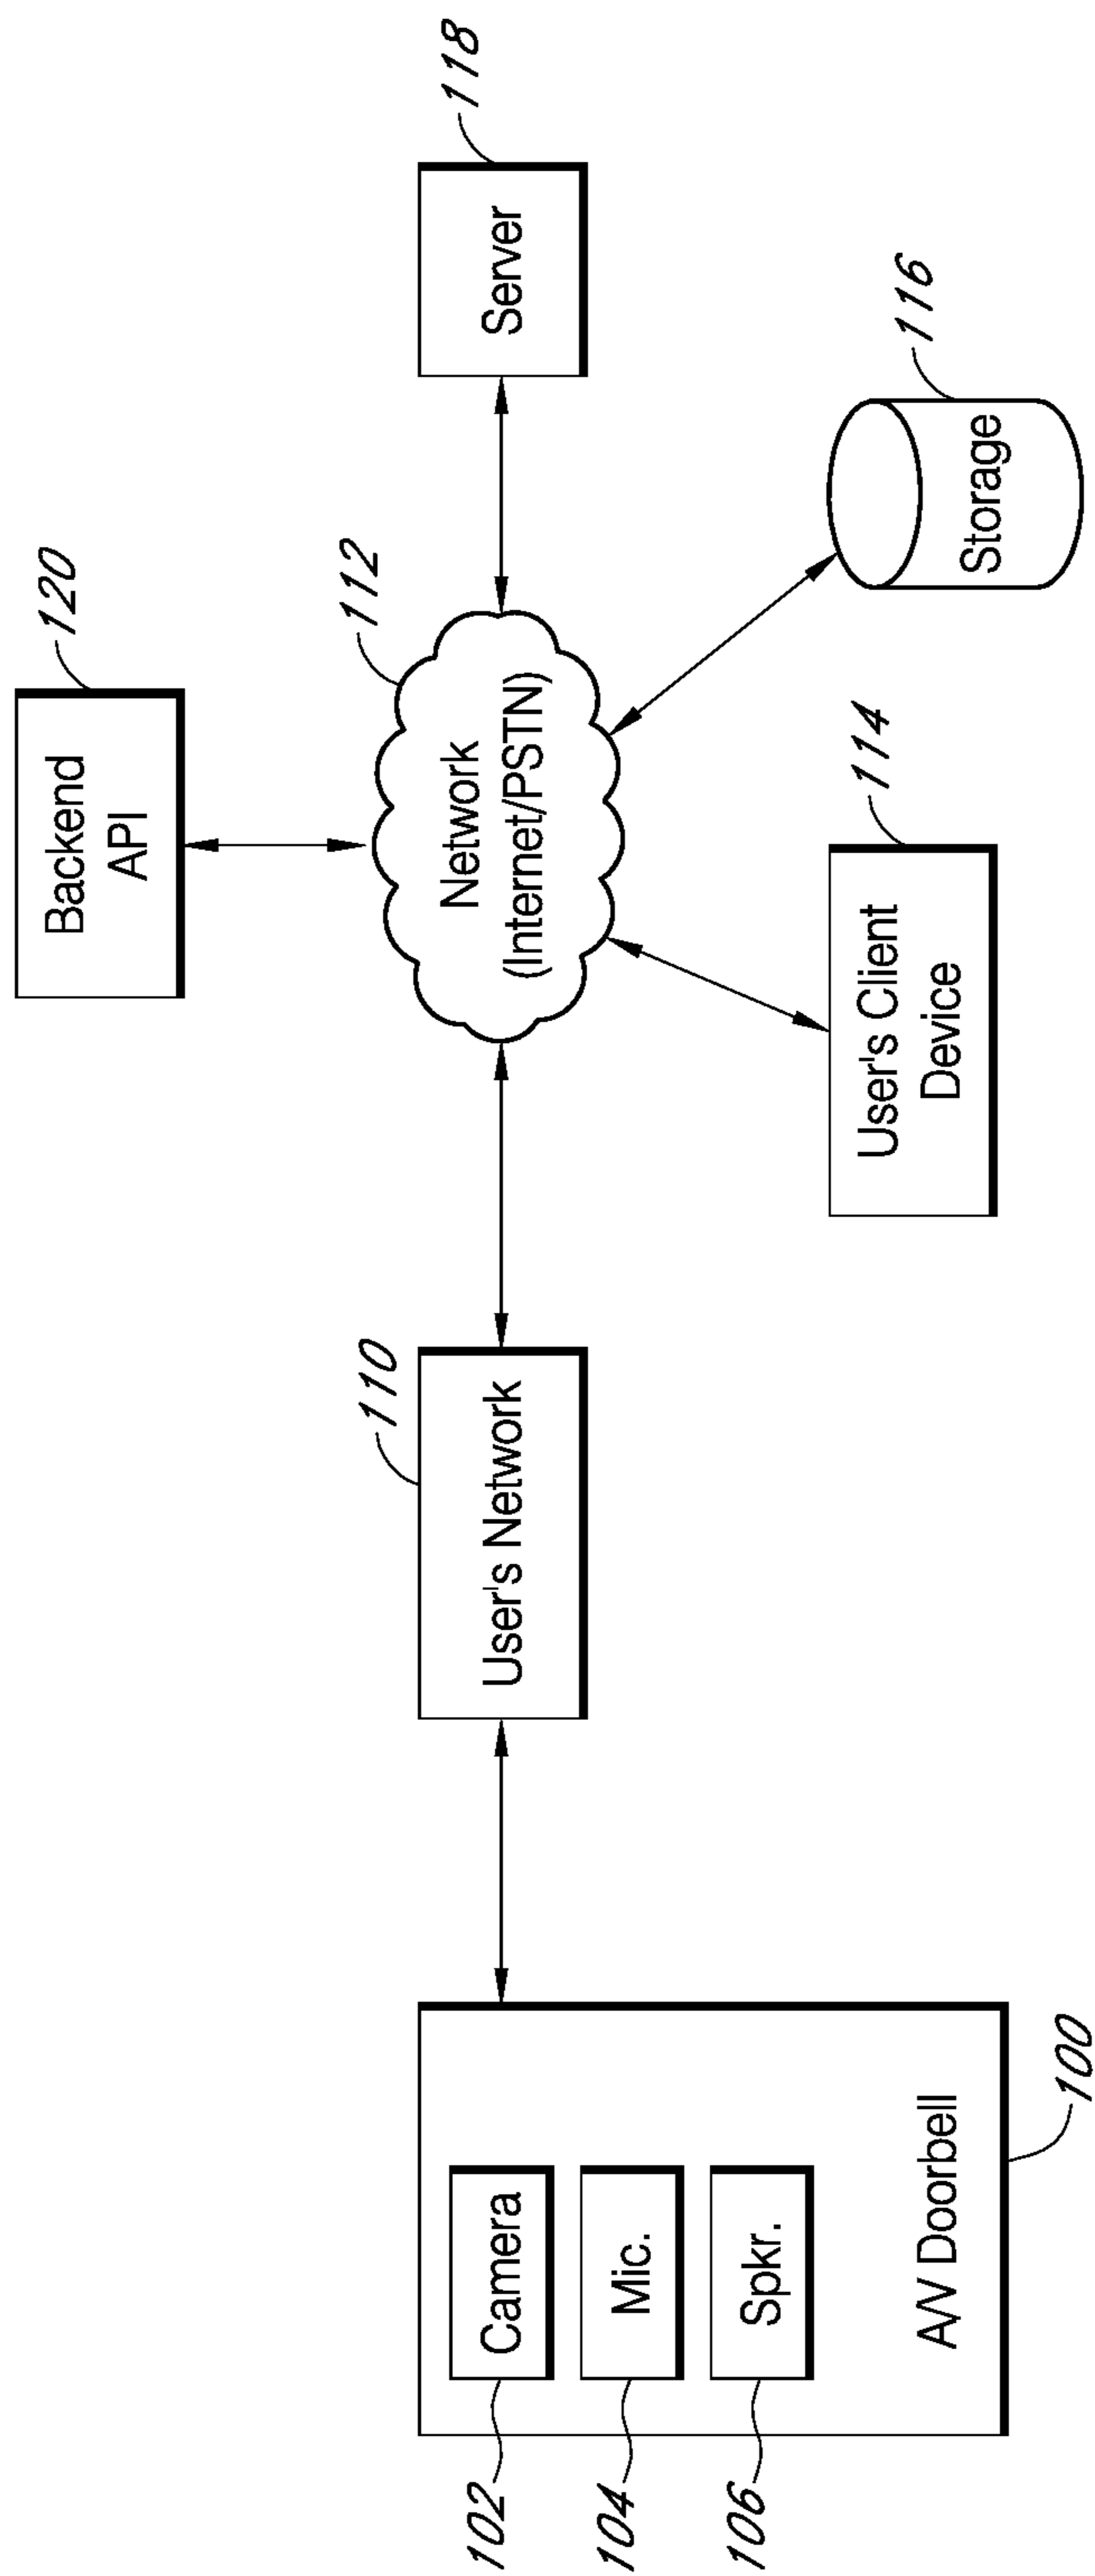 120
Backend
API
118
Server
112
Network
(Internet/PSTN)
110
User's Network
102
Camera
104
Mic.
106
Spkr.
A/V Doorbell
100
User's Client
Device
114
Storage
116